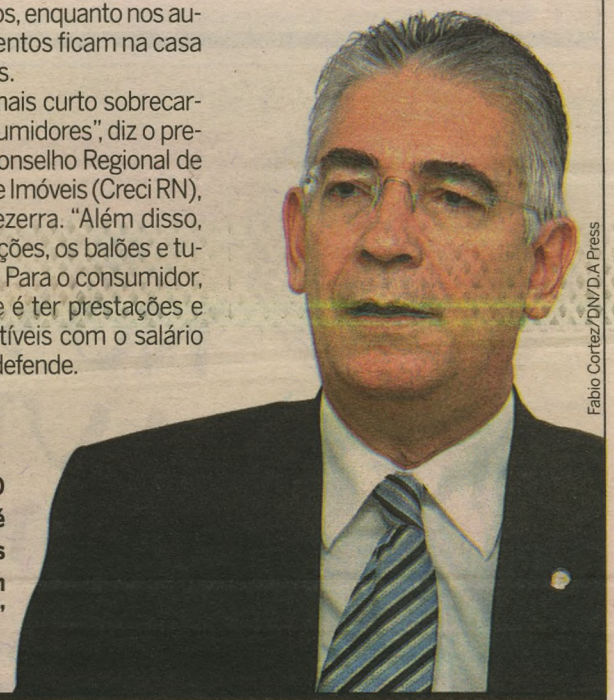 os, enquanto nos au-
entos ficam na casa
s.
mais curto sobrecar-
umidores”, diz o pre-
onselho Regional de
e Imóveis (Creci RN),
ezerra. “Além disso,
ções, os balões e tu-
Para o consumidor,
e é ter prestações e
tíveis com o salário
defende.
O
é
s
m
”
Fabio Cortez/DN/D.A Press